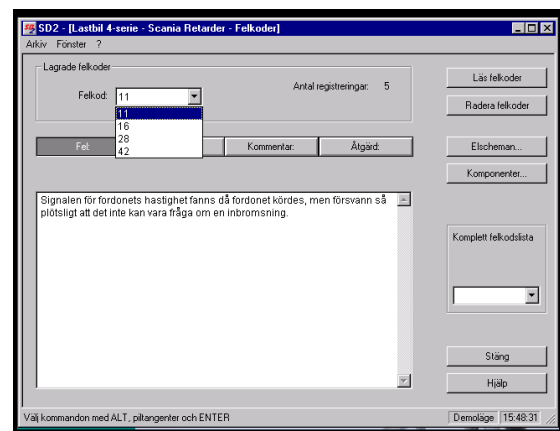 SD2 - [Lastbil 4-serie - Scania Retarder - Felkoder]
Arkiv Fönster ?
Lagrade felkoder
Felkod: 11
Antal registreringar: 5
11
16
28
42
Fel:
Kommentar:
Åtgärd:
Signalen för fordonets hastighet fanns då fordonet kördes, men försvann så
plötsligt att det inte kan vara fråga om en inbromsning.
Läs felkoder
Radera felkoder
Elscheman...
Komponenter...
Komplett felkodslista
Stäng
Hjälp
Välj kommandon med ALT, piltangenter och ENTER
Demoläge 15:48:31